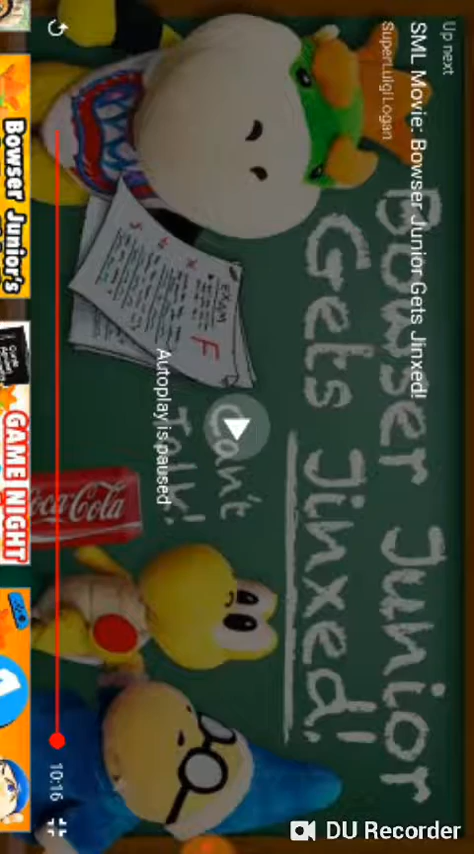 Up next
SML Movie: Bowser Junior Gets Jinxed!
SuperLuigiLogan
Bowser Junior
Gets Jinxed!
Can't
Talk!
EXAM
F
Autoplay is paused
Coca-Cola
10:16
Bowser Junior's
GAME NIGHT
DU Recorder